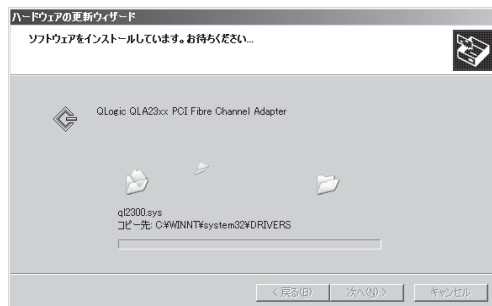 ハードウェアの更新ウィザード
ソフトウェアをインストールしています。お待ちください...
QLogic QLA23xx PCI Fibre Channel Adapter
ql2300.sys
コピー先: C:¥WINNT¥system32¥DRIVERS
< 戻る(B)
次へ(N) >
キャンセル